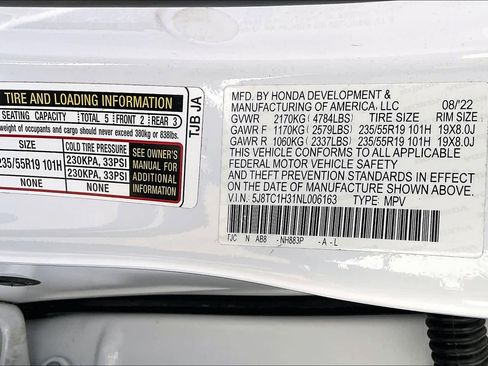 TIRE AND LOADING INFORMATION
SEATING CAPACITY Total 5 Front 2 Rear 3
weight of occupants and cargo should never exceed 380kg or 838lbs.
COLD TIRE PRESSURE
235/55R19 101H 230KPA, 33PSI
230KPA, 33PSI
SEE OWNER'S
MANUAL FOR
ADDITIONAL
INFORMATION
TJB JA
MFD. BY HONDA DEVELOPMENT &
MANUFACTURING OF AMERICA, LLC 08/'22
GVWR 2170KG (4784LBS) TIRE SIZE RIM SIZE
GAWR F 1170KG (2579LBS) 235/55R19 101H 19X8.0J
GAWR R 1060KG (2337LBS) 235/55R19 101H 19X8.0J
THIS VEHICLE CONFORMS TO ALL APPLICABLE
FEDERAL MOTOR VEHICLE SAFETY
AND THEFT PREVENTION STANDARDS IN EFFECT
ON THE DATE OF MANUFACTURE SHOWN ABOVE.
V.I.N. 5J8TC1H31NL006163 TYPE: MPV
TJC N AB8 -NH883P -A-L